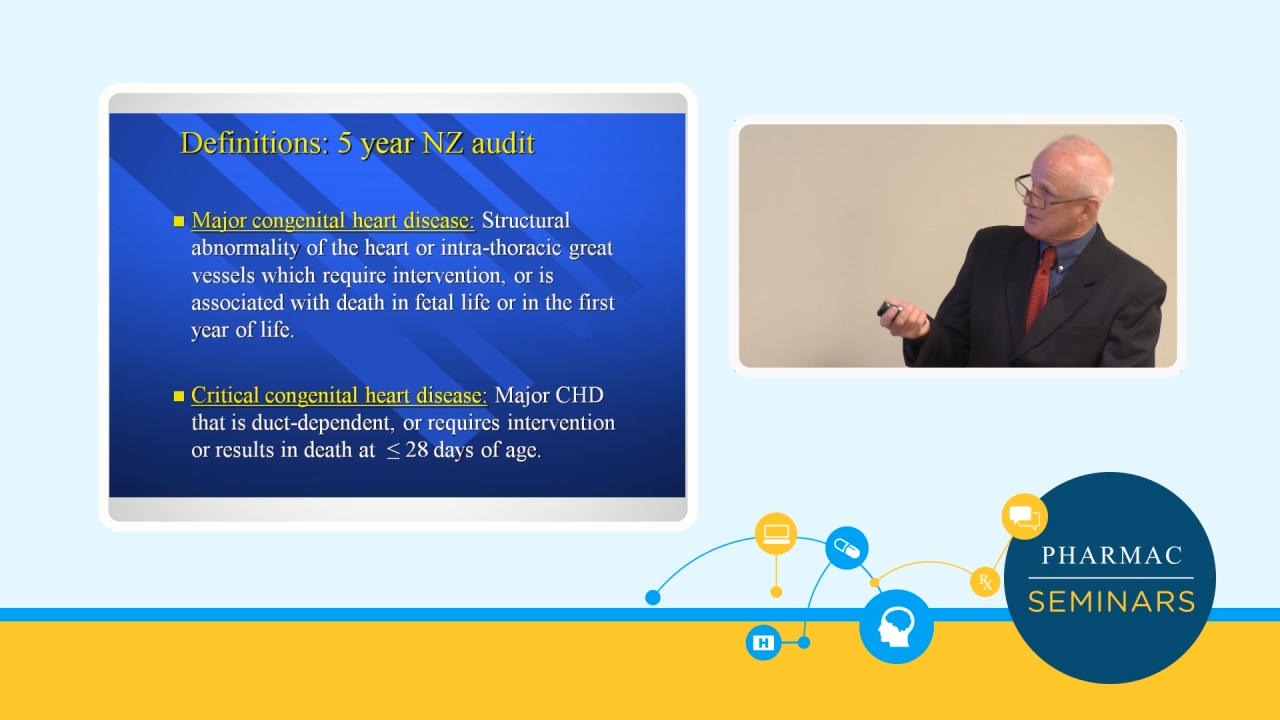 Definitions: 5 year NZ audit
Major congenital heart disease: Structural
abnormality of the heart or intra-thoracic great
vessels which require intervention, or is
associated with death in fetal life or in the first
year of life.
Critical congenital heart disease: Major CHD
that is duct-dependent, or requires intervention
or results in death at ≤ 28 days of age.
H
Rx
PHARMAC
SEMINARS